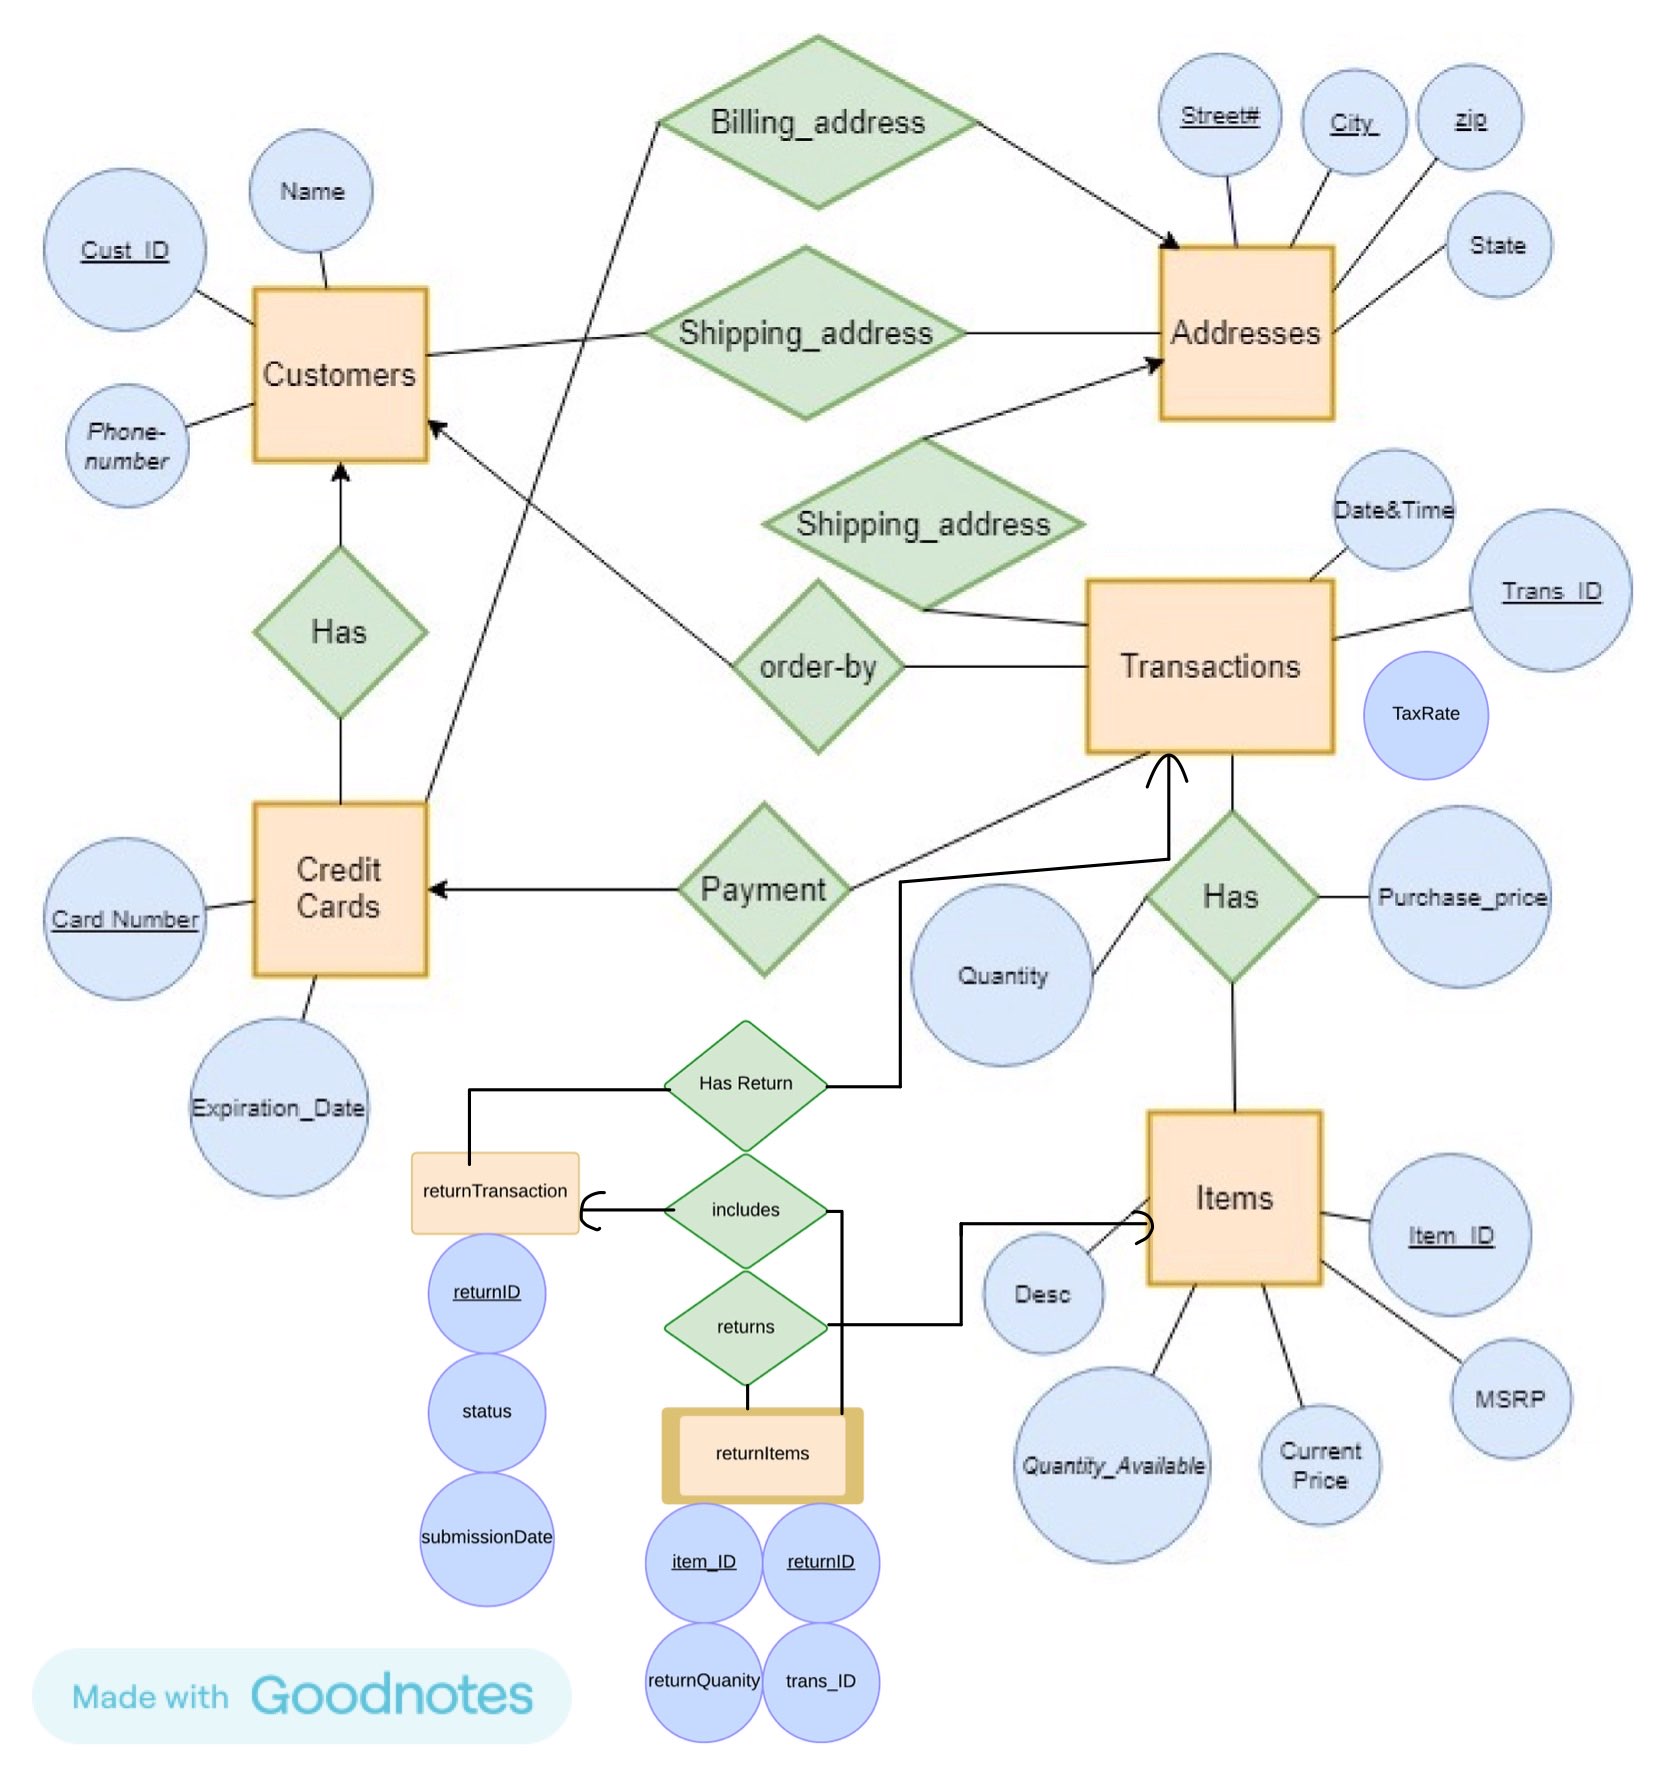 Billing_address
Street#
City
zip
Name
Cust_ID
State
Shipping_address
Addresses
Customers
Phone-
number
Shipping_address
Date&Time
Trans_ID
Has
order-by
Transactions
TaxRate
Credit
Cards
Payment
Has
Purchase_price
Card Number
Quantity
Has Return
Expiration_Date
returnTransaction
includes
Items
Item_ID
returnID
Desc
returns
status
MSRP
returnItems
Quantity_Available
Current
Price
submissionDate
item_ID
returnID
returnQuanity
trans_ID
Made with Goodnotes